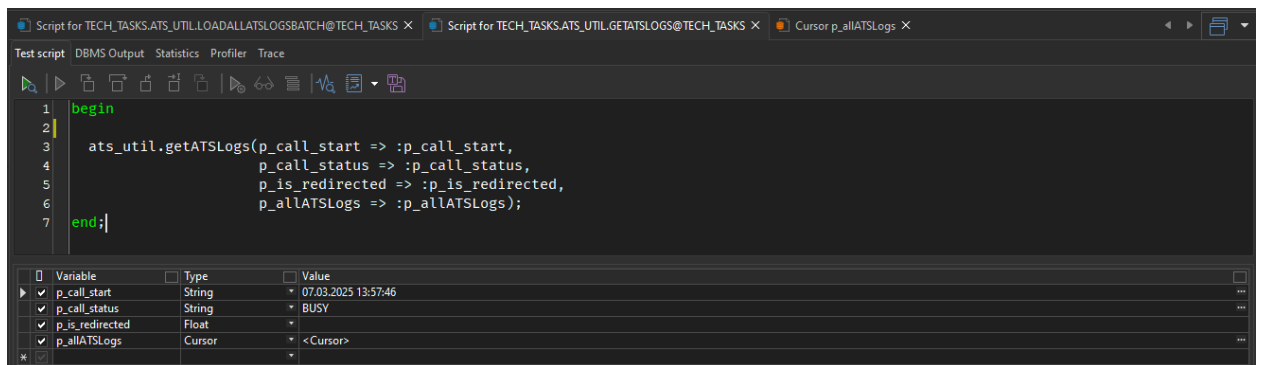 Script for TECH_TASKS.ATS_UTIL.LOADALLATSLOGSBATCH@TECH_TASKS Script for TECH_TASKS.ATS_UTIL.GETATSLOGS@TECH_TASKS Cursor p_allATSLogs
Test script DBMS Output Statistics Profiler Trace
1 begin
2
3 ats_util.getATSLogs(p_call_start => :p_call_start,
4 p_call_status => :p_call_status,
5 p_is_redirected => :p_is_redirected,
6 p_allATSLogs => :p_allATSLogs);
7 end;
Variable Type Value
p_call_start String 07.03.2025 13:57:46
p_call_status String BUSY
p_is_redirected Float
p_allATSLogs Cursor <Cursor>